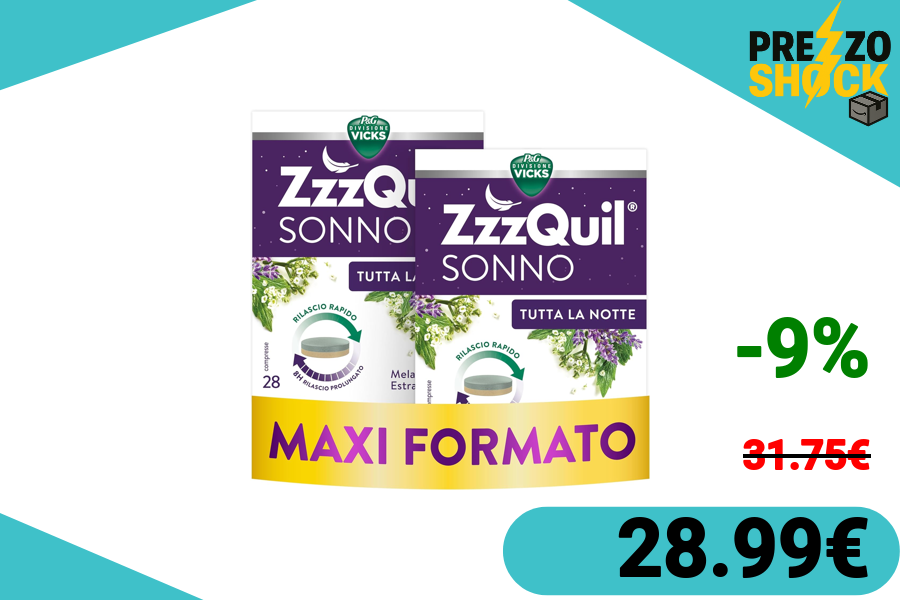 PREZZO
SHOCK
P&G
DIVISIONE
VICKS
ZzzQu
SONNO
TUTTA LA
RILASCIO RAPIDO
8H RILASCIO PROLUNGATO
28
compresse
Mela
Estra
P&G
DIVISIONE
VICKS
ZzzQuil®
SONNO
TUTTA LA NOTTE
RILASCIO RAPIDO
MAXI FORMATO
-9%
31.75€
28.99€